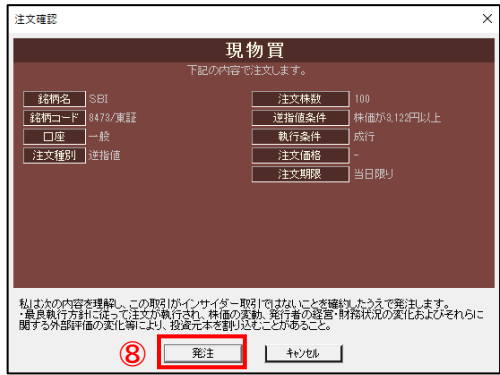 注文確認
現物買
下記の内容で注文します。
銘柄名 SBI 注文株数 100
銘柄コード 8473/東証 逆指値条件 株価が3,122円以上
口座 一般 執行条件 成行
注文種別 逆指値 注文価格 -
注文期限 当日限り
私は次の内容を理解し、この取引がインサイダー取引ではないことを確約したうえで発注します。
・最良執行方針に従って注文が執行され、株価の変動、発行者の経営・財務状況の変化およびそれらに
関する外部評価の変化等により、投資元本を割り込むことがあること。
⑧ 発注 キャンセル